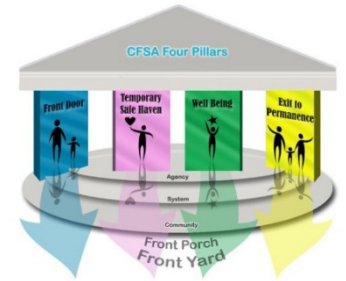 CFSA Four Pillars
Front Door
Temporary
Safe Haven
Well Being
Exit to
Permanence
Agency
System
Community
Front Porch
Front Yard